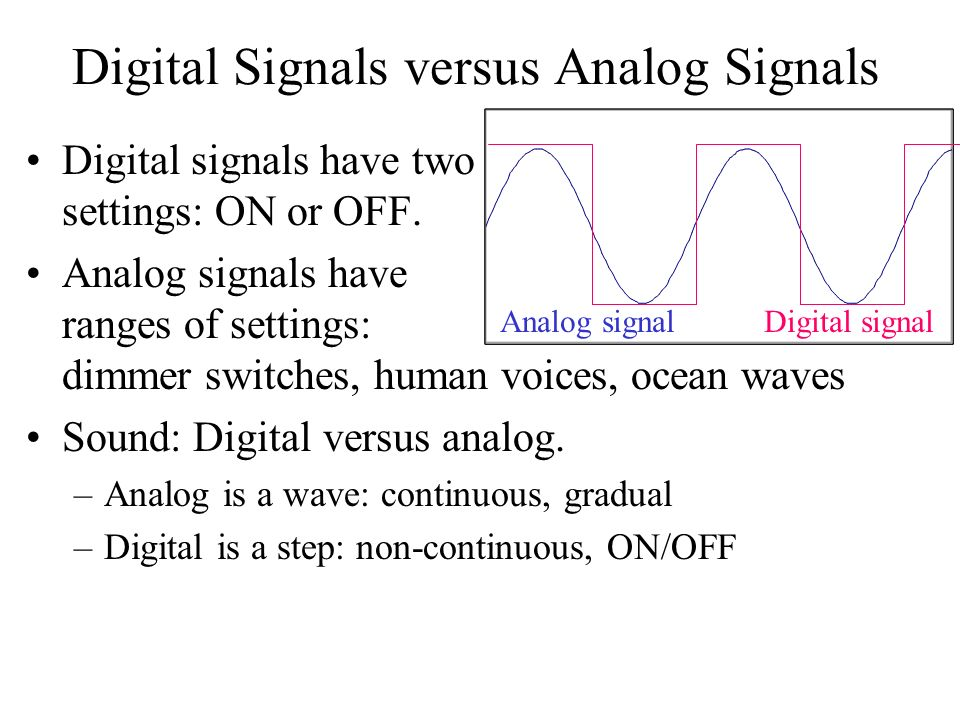 Digital Signals versus Analog Signals
• Digital signals have two
settings: ON or OFF.
• Analog signals have
ranges of settings:
dimmer switches, human voices, ocean waves
Analog signal
Digital signal
• Sound: Digital versus analog.
– Analog is a wave: continuous, gradual
– Digital is a step: non-continuous, ON/OFF